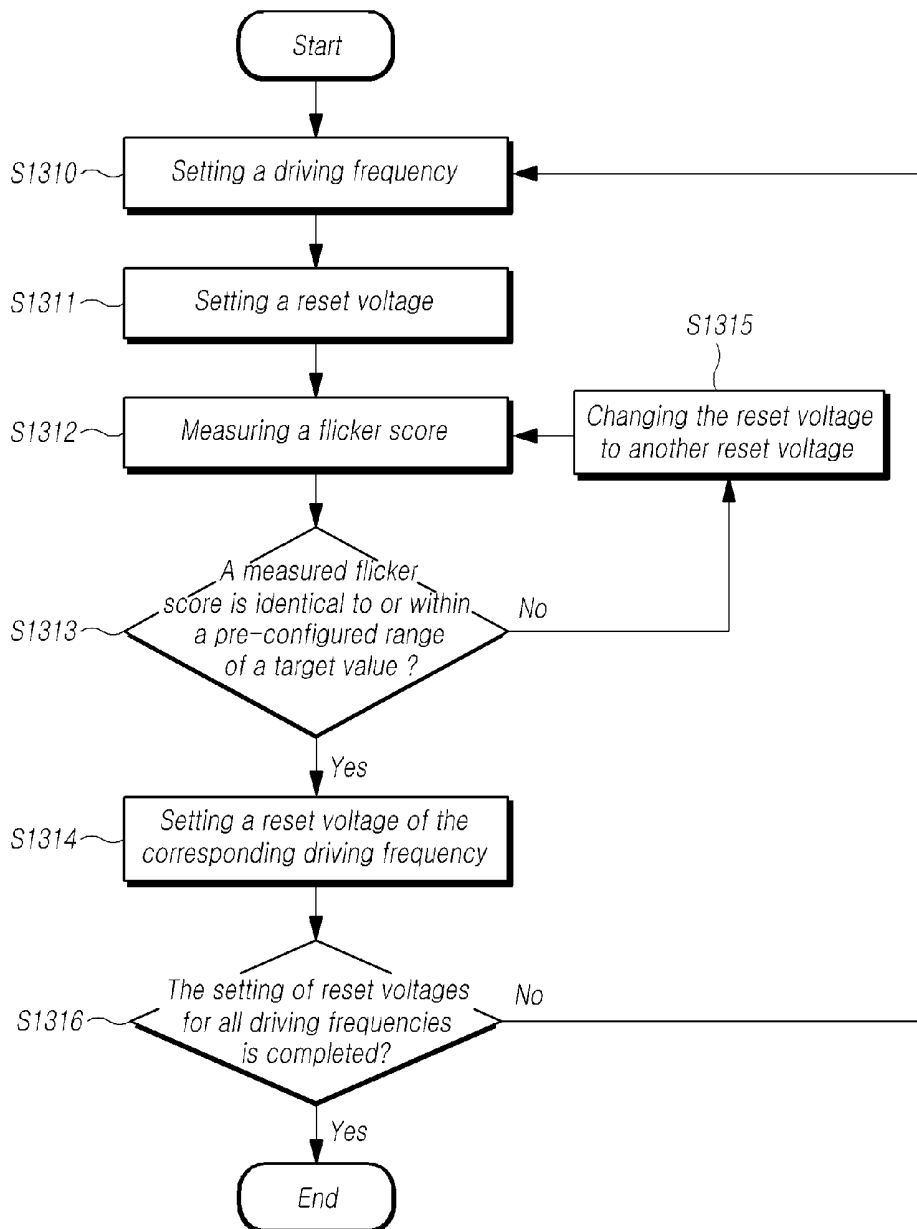 Start
S1310
Setting a driving frequency
S1311
Setting a reset voltage
S1315
S1312
Measuring a flicker score
Changing the reset voltage
to another reset voltage
S1313
A measured flicker
score is identical to or within
a pre-configured range
of a target value ?
No
Yes
S1314
Setting a reset voltage of the
corresponding driving frequency
S1316
The setting of reset voltages
for all driving frequencies
is completed?
No
Yes
End